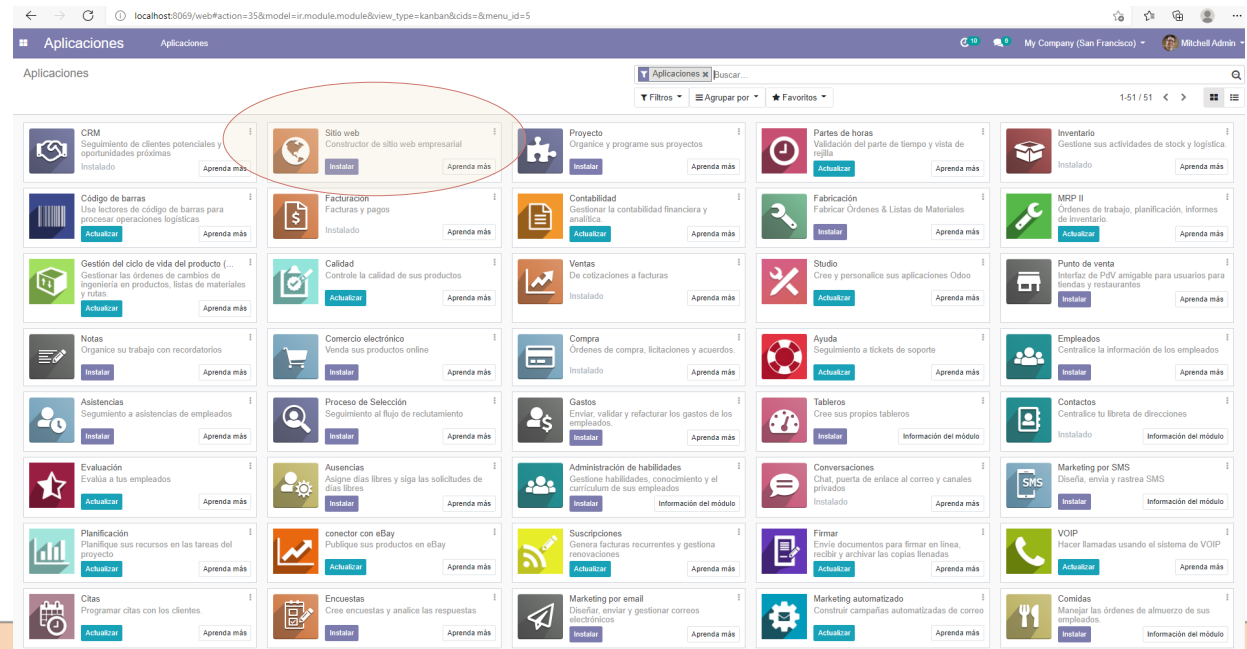 localhost:8069/web#action=35&model=ir.module.module&view_type=kanban&cids=&menu_id=5
Aplicaciones Aplicaciones 10 6 My Company (San Francisco) Mitchell Admin
Aplicaciones Aplicaciones × Buscar...
Filtros Agrupar por Favoritos 1-51 / 51
CRM
Seguimiento de clientes potenciales y oportunidades próximas
Instalado Aprenda más
Sitio web
Constructor de sitio web empresarial
Instalar Aprenda más
Proyecto
Organice y programe sus proyectos
Instalar Aprenda más
Partes de horas
Validación del parte de tiempo y vista de rejilla
Actualizar Aprenda más
Inventario
Gestione sus actividades de stock y logística.
Instalado Aprenda más
Código de barras
Use lectores de código de barras para procesar operaciones logísticas
Actualizar Aprenda más
Facturación
Facturas y pagos
Instalado Aprenda más
Contabilidad
Gestionar la contabilidad financiera y analítica
Actualizar Aprenda más
Fabricación
Fabricar Órdenes & Listas de Materiales
Instalar Aprenda más
MRP II
Órdenes de trabajo, planificación, informes de inventario.
Actualizar Aprenda más
Gestión del ciclo de vida del producto (...
Gestionar las órdenes de cambios de ingeniería en productos, listas de materiales y rutas.
Actualizar Aprenda más
Calidad
Controle la calidad de sus productos
Actualizar Aprenda más
Ventas
De cotizaciones a facturas
Instalado Aprenda más
Studio
Cree y personalice sus aplicaciones Odoo
Actualizar Aprenda más
Punto de venta
Interfaz de PdV amigable para usuarios para tiendas y restaurantes
Instalar Aprenda más
Notas
Organice su trabajo con recordatorios
Instalar Aprenda más
Comercio electrónico
Venda sus productos online
Instalar Aprenda más
Compra
Órdenes de compra, licitaciones y acuerdos.
Instalado Aprenda más
Ayuda
Seguimiento a tickets de soporte
Actualizar Aprenda más
Empleados
Centralice la información de los empleados
Instalar Aprenda más
Asistencias
Segumiento a asistencias de empleados
Instalar Aprenda más
Proceso de Selección
Seguimiento al flujo de reclutamiento
Instalar Aprenda más
Gastos
Enviar, validar y refacturar los gastos de los empleados.
Instalar Aprenda más
Tableros
Cree sus propios tableros
Instalar Información del módulo
Contactos
Centralice tu libreta de direcciones
Instalado Información del módulo
Evaluación
Evalúa a tus empleados
Actualizar Aprenda más
Ausencias
Asigne días libres y siga las solicitudes de días libres
Instalar Aprenda más
Administración de habilidades
Gestione habilidades, conocimiento y el currículum de sus empleados
Instalar Información del módulo
Conversaciones
Chat, puerta de enlace al correo y canales privados
Instalado Aprenda más
SMS
Marketing por SMS
Diseña, envía y rastrea SMS
Instalar Información del módulo
Planificación
Planifique sus recursos en las tareas del proyecto
Actualizar Aprenda más
conector con eBay
Publique sus productos en eBay
Actualizar Aprenda más
Suscripciones
Genera facturas recurrentes y gestiona renovaciones
Actualizar Aprenda más
Firmar
Envíe documentos para firmar en línea, recibir y archivar las copias llenadas
Actualizar Aprenda más
VOIP
Hacer llamadas usando el sistema de VOIP
Actualizar Aprenda más
Citas
Programar citas con los clientes.
Actualizar Aprenda más
Encuestas
Cree encuestas y analice las respuestas
Instalar Aprenda más
Marketing por email
Diseñar, enviar y gestionar correos electrónicos
Instalar Aprenda más
Marketing automatizado
Construir campañas automatizadas de correo
Actualizar Aprenda más
Comidas
Manejar las órdenes de almuerzo de sus empleados.
Instalar Información del módulo